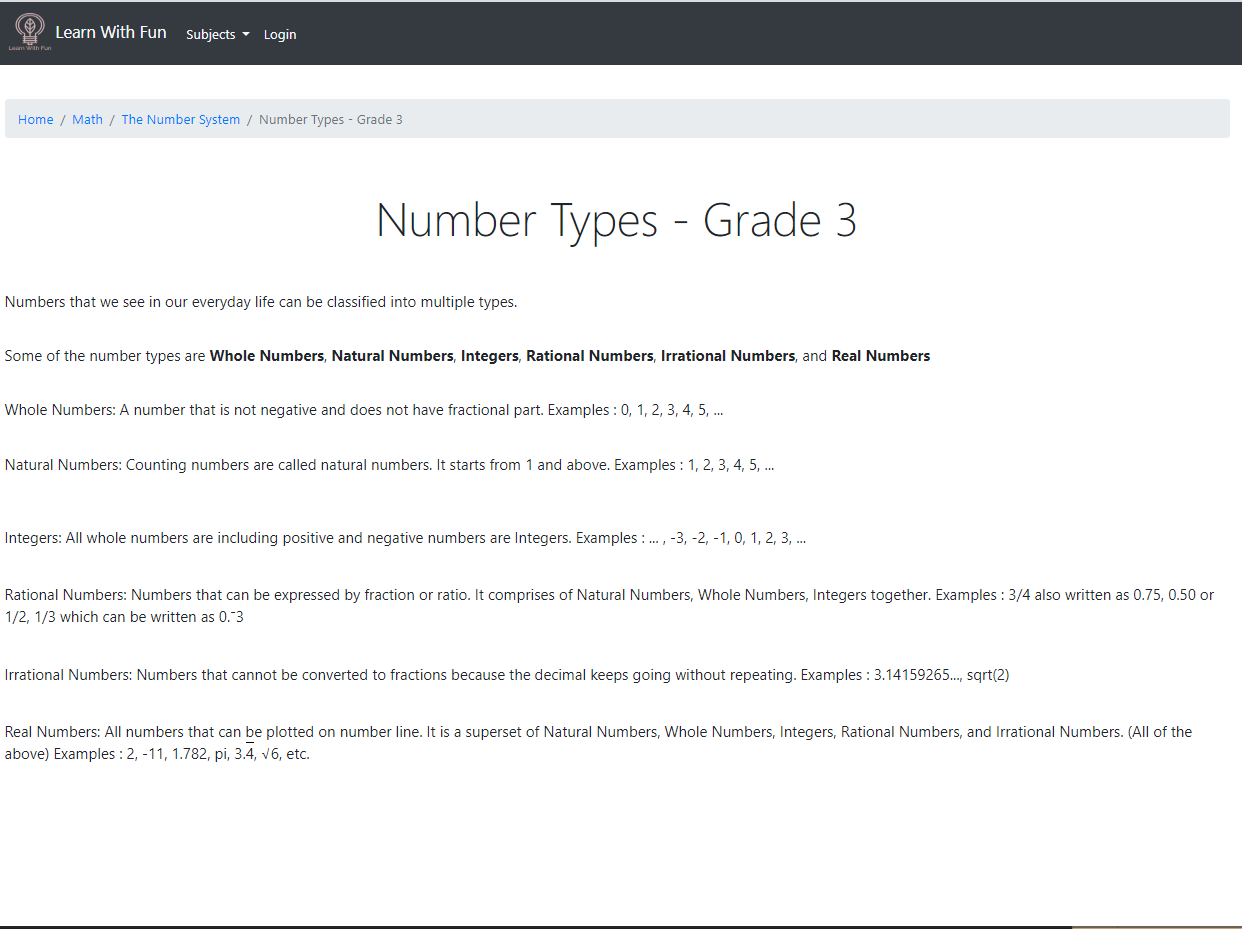 Learn With Fun
Learn With Fun Subjects Login
Home / Math / The Number System / Number Types - Grade 3
Number Types - Grade 3
Numbers that we see in our everyday life can be classified into multiple types.
Some of the number types are Whole Numbers, Natural Numbers, Integers, Rational Numbers, Irrational Numbers, and Real Numbers
Whole Numbers: A number that is not negative and does not have fractional part. Examples : 0, 1, 2, 3, 4, 5, ...
Natural Numbers: Counting numbers are called natural numbers. It starts from 1 and above. Examples : 1, 2, 3, 4, 5, ...
Integers: All whole numbers are including positive and negative numbers are Integers. Examples : ... , -3, -2, -1, 0, 1, 2, 3, ...
Rational Numbers: Numbers that can be expressed by fraction or ratio. It comprises of Natural Numbers, Whole Numbers, Integers together. Examples : 3/4 also written as 0.75, 0.50 or
1/2, 1/3 which can be written as 0.¯3
Irrational Numbers: Numbers that cannot be converted to fractions because the decimal keeps going without repeating. Examples : 3.14159265..., sqrt(2)
Real Numbers: All numbers that can be plotted on number line. It is a superset of Natural Numbers, Whole Numbers, Integers, Rational Numbers, and Irrational Numbers. (All of the
above) Examples : 2, -11, 1.782, pi, 3.4̅, √6, etc.